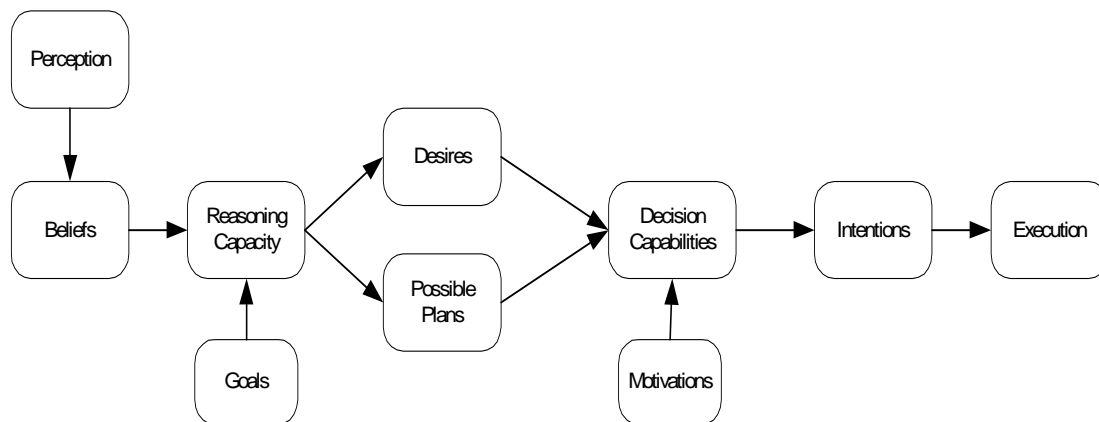 Perception
Beliefs
Reasoning
Capacity
Goals
Desires
Possible
Plans
Decision
Capabilities
Motivations
Intentions
Execution